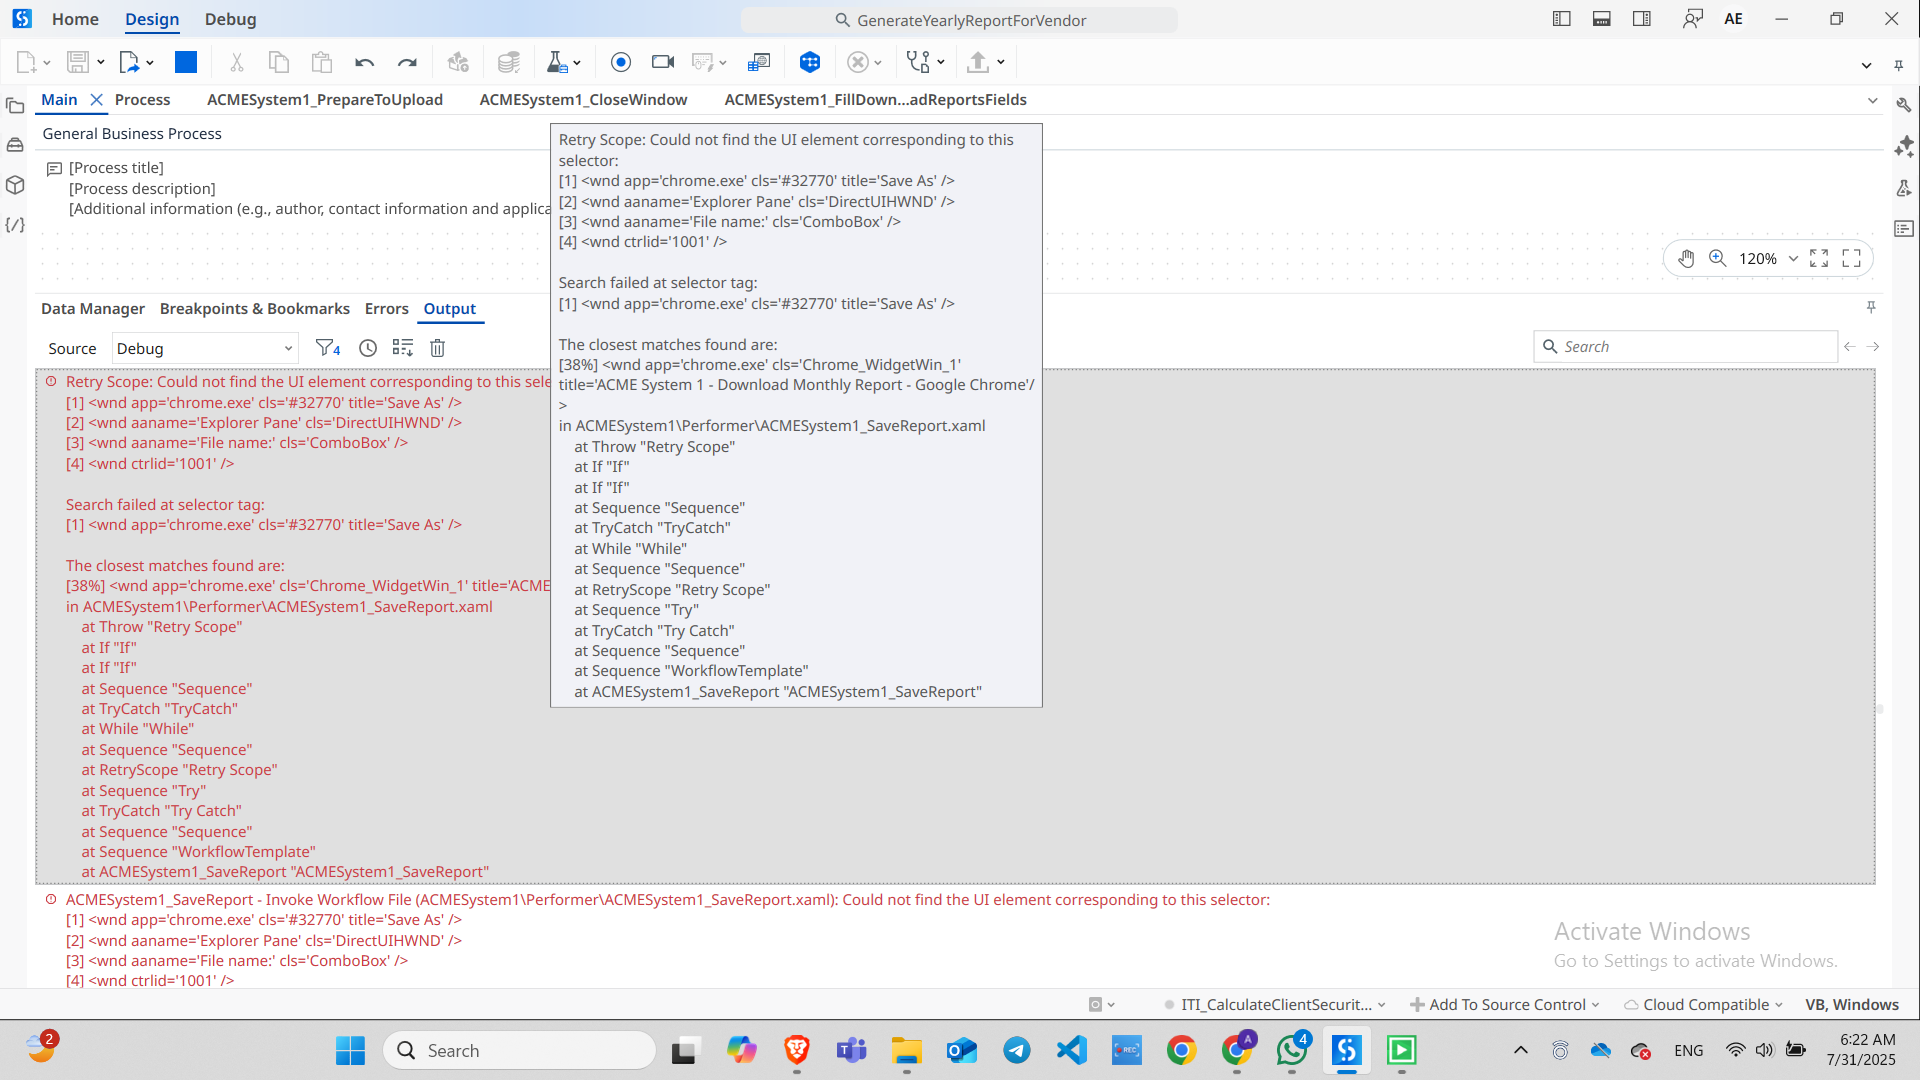 Home
Design
Debug
GenerateYearlyReportForVendor
AE
Main
Process
ACMESystem1_PrepareToUpload
ACMESystem1_CloseWindow
ACMESystem1_FillDown...adReportsFields
General Business Process
[Process title]
[Process description]
[Additional information (e.g., author, contact information and applica
120%
Retry Scope: Could not find the UI element corresponding to this
selector:
[1] <wnd app='chrome.exe' cls='#32770' title='Save As' />
[2] <wnd aaname='Explorer Pane' cls='DirectUIHWND' />
[3] <wnd aaname='File name:' cls='ComboBox' />
[4] <wnd ctrlid='1001' />
Search failed at selector tag:
[1] <wnd app='chrome.exe' cls='#32770' title='Save As' />
The closest matches found are:
[38%] <wnd app='chrome.exe' cls='Chrome_WidgetWin_1'
title='ACME System 1 - Download Monthly Report - Google Chrome'/
>
in ACMESystem1\Performer\ACMESystem1_SaveReport.xaml
at Throw "Retry Scope"
at If "If"
at If "If"
at Sequence "Sequence"
at TryCatch "TryCatch"
at While "While"
at Sequence "Sequence"
at RetryScope "Retry Scope"
at Sequence "Try"
at TryCatch "Try Catch"
at Sequence "Sequence"
at Sequence "WorkflowTemplate"
at ACMESystem1_SaveReport "ACMESystem1_SaveReport"
Data Manager
Breakpoints & Bookmarks
Errors
Output
Source
Debug
4
Search
Retry Scope: Could not find the UI element corresponding to this sele
[1] <wnd app='chrome.exe' cls='#32770' title='Save As' />
[2] <wnd aaname='Explorer Pane' cls='DirectUIHWND' />
[3] <wnd aaname='File name:' cls='ComboBox' />
[4] <wnd ctrlid='1001' />
Search failed at selector tag:
[1] <wnd app='chrome.exe' cls='#32770' title='Save As' />
The closest matches found are:
[38%] <wnd app='chrome.exe' cls='Chrome_WidgetWin_1' title='ACME
in ACMESystem1\Performer\ACMESystem1_SaveReport.xaml
at Throw "Retry Scope"
at If "If"
at If "If"
at Sequence "Sequence"
at TryCatch "TryCatch"
at While "While"
at Sequence "Sequence"
at RetryScope "Retry Scope"
at Sequence "Try"
at TryCatch "Try Catch"
at Sequence "Sequence"
at Sequence "WorkflowTemplate"
at ACMESystem1_SaveReport "ACMESystem1_SaveReport"
ACMESystem1_SaveReport - Invoke Workflow File (ACMESystem1\Performer\ACMESystem1_SaveReport.xaml): Could not find the UI element corresponding to this selector:
[1] <wnd app='chrome.exe' cls='#32770' title='Save As' />
[2] <wnd aaname='Explorer Pane' cls='DirectUIHWND' />
[3] <wnd aaname='File name:' cls='ComboBox' />
[4] <wnd ctrlid='1001' />
Activate Windows
Go to Settings to activate Windows.
ITI_CalculateClientSecurit...
Add To Source Control
Cloud Compatible
VB, Windows
2
Search
REC
A
4
ENG
6:22 AM
7/31/2025